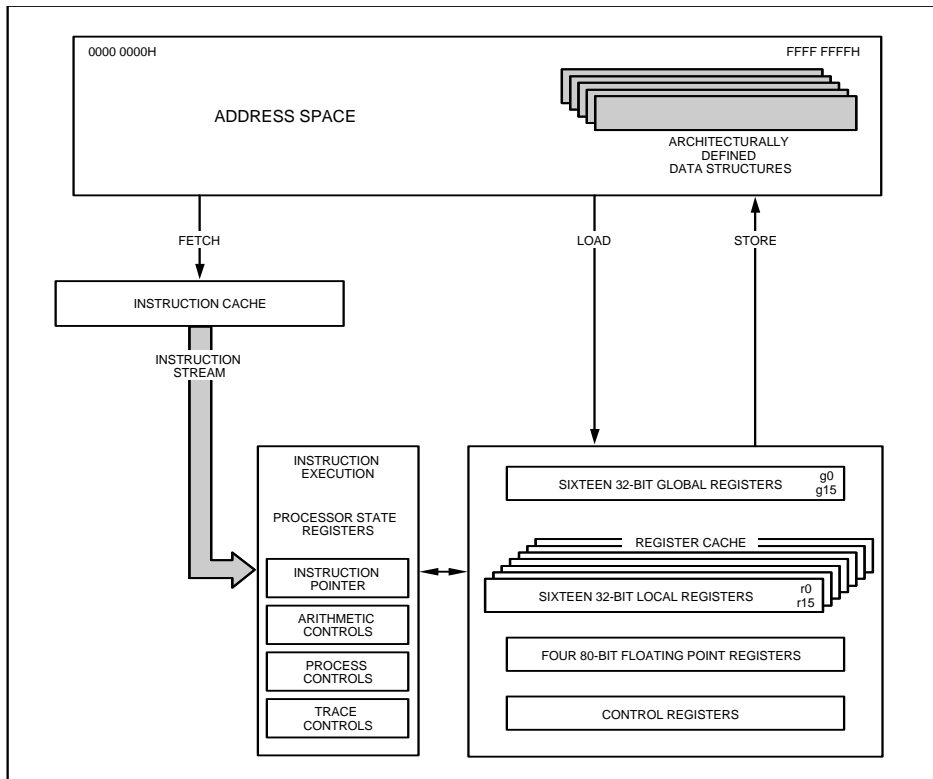 0000 0000H
FFFF FFFFH
ADDRESS SPACE
ARCHITECTURALLY
DEFINED
DATA STRUCTURES
FETCH
LOAD
STORE
INSTRUCTION CACHE
INSTRUCTION
STREAM
INSTRUCTION
EXECUTION
PROCESSOR STATE
REGISTERS
INSTRUCTION
POINTER
ARITHMETIC
CONTROLS
PROCESS
CONTROLS
TRACE
CONTROLS
SIXTEEN 32-BIT GLOBAL REGISTERS
g0
g15
REGISTER CACHE
SIXTEEN 32-BIT LOCAL REGISTERS
r0
r15
FOUR 80-BIT FLOATING POINT REGISTERS
CONTROL REGISTERS